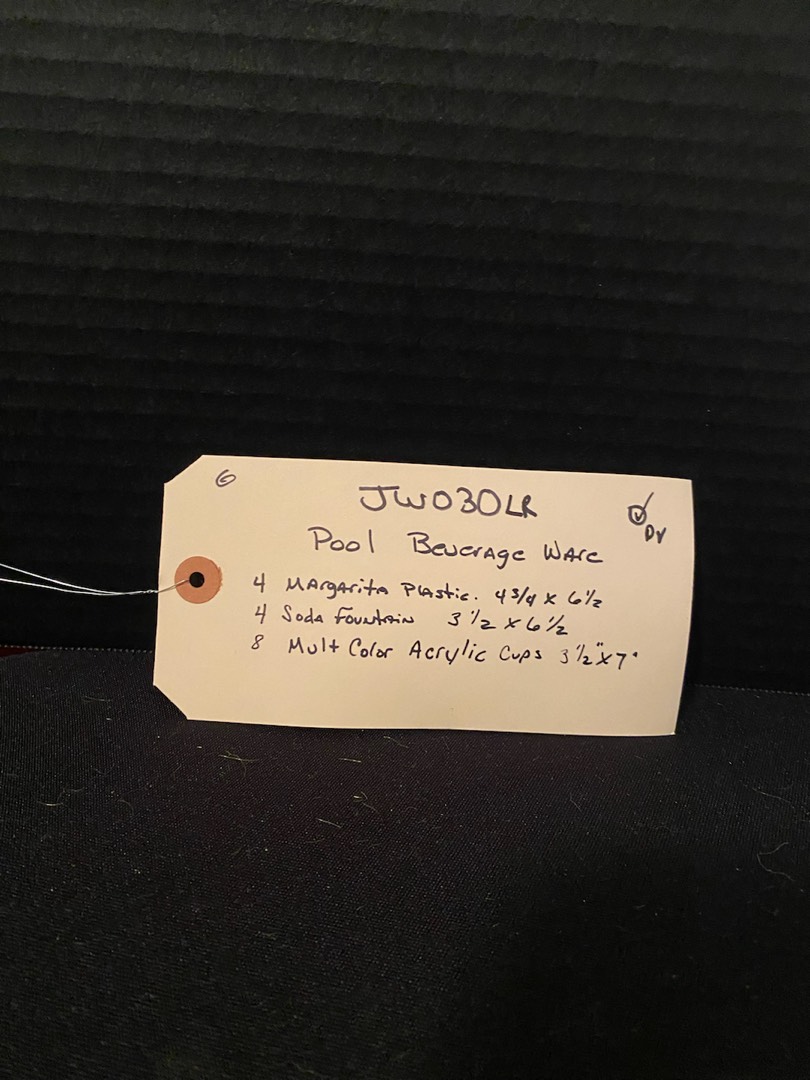 6
JW030LR
DV
Pool Beverage Ware
4 Margarita Plastic. 4 3/4 x 6 1/2
4 Soda Fountain 3 1/2 x 6 1/2
8 Mult Color Acrylic Cups 3 1/2" x 7"